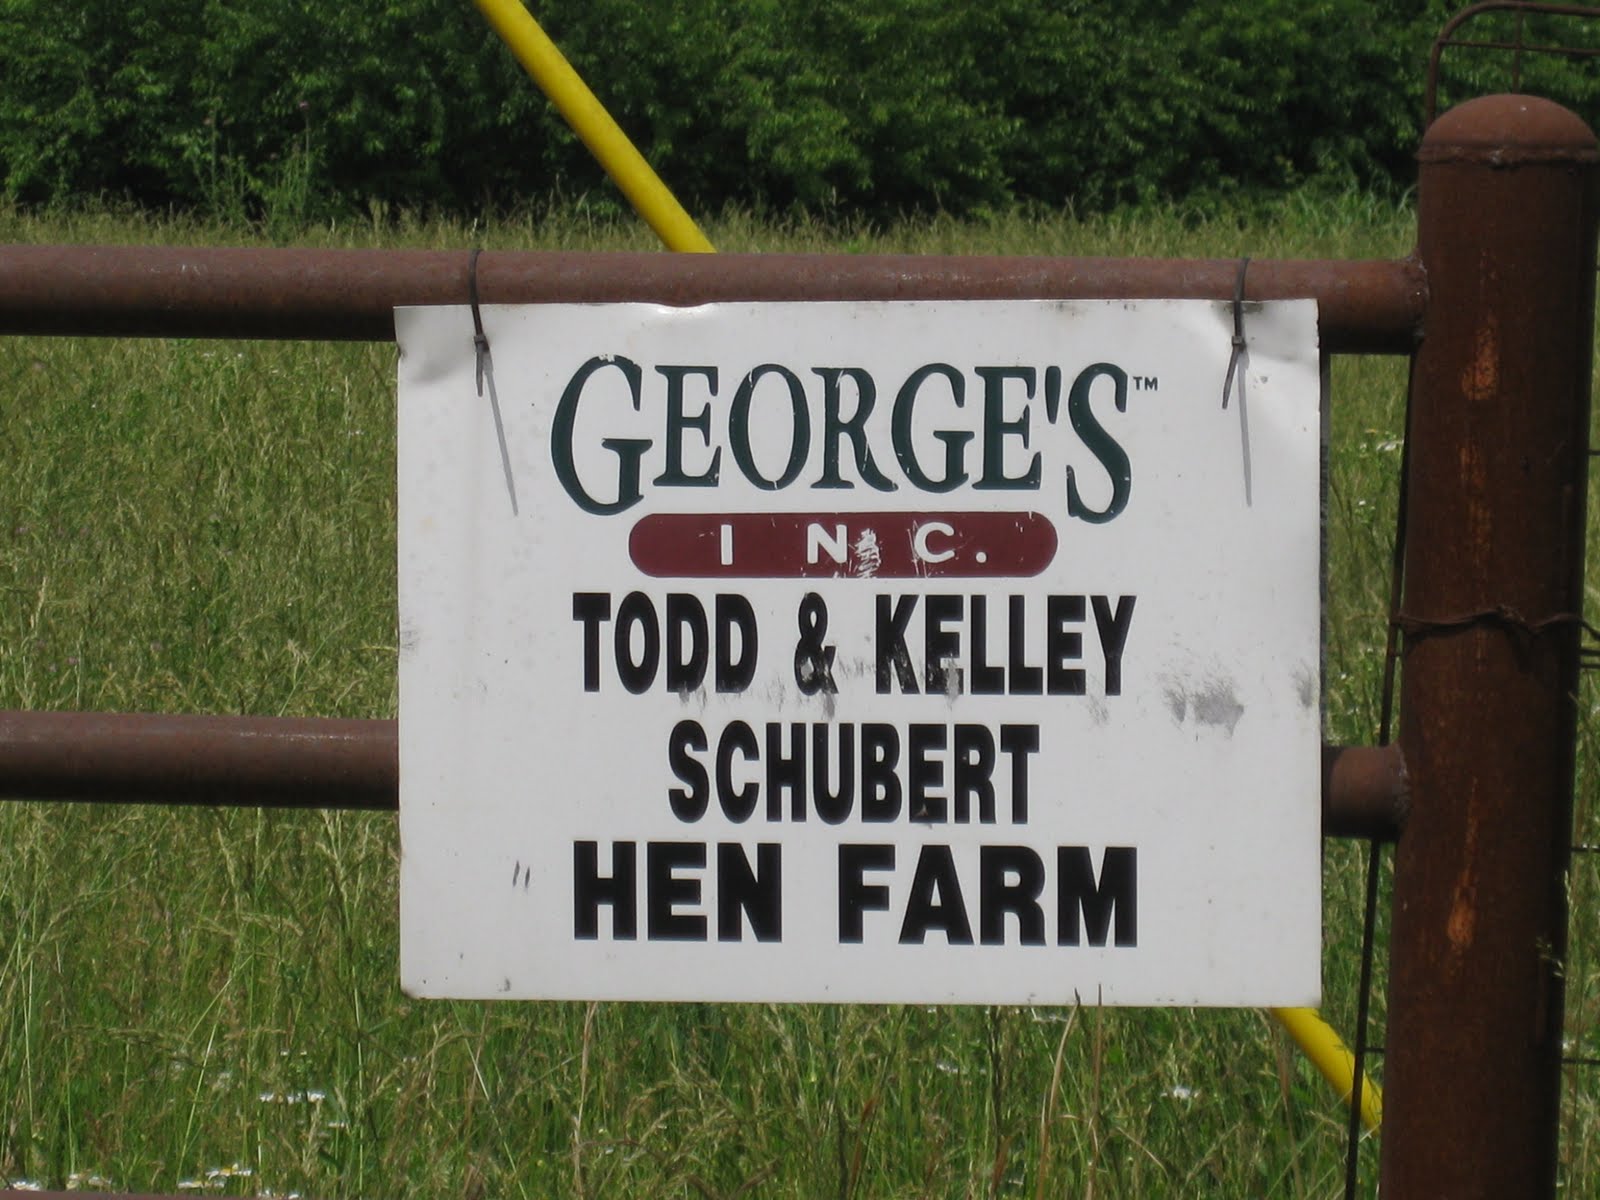 GEORGE'S™
INC.
TODD & KELLEY
SCHUBERT
HEN FARM